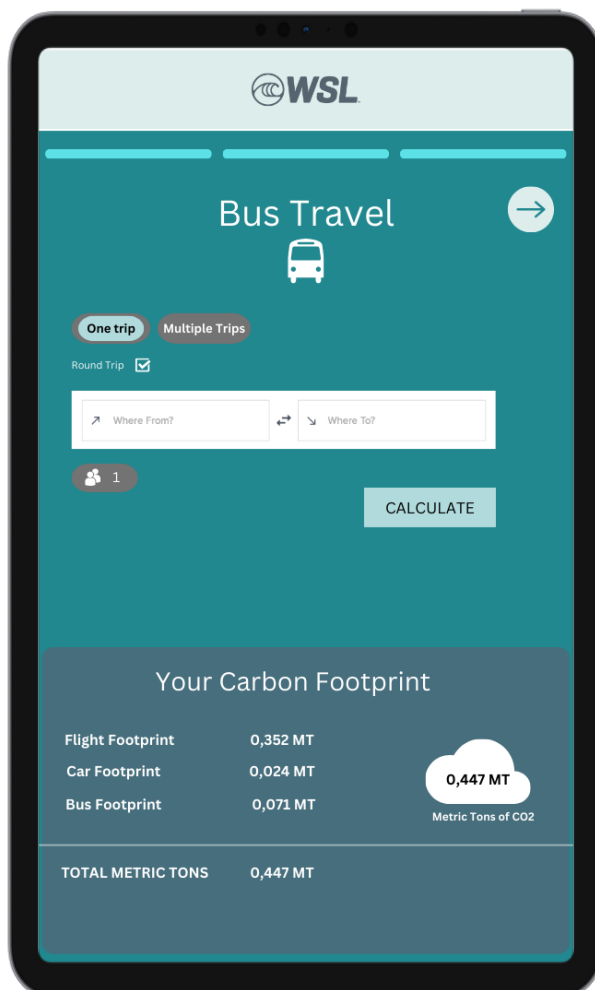 WSL
Bus Travel
One trip Multiple Trips
Round Trip
Where From? Where To?
1
CALCULATE
Your Carbon Footprint
Flight Footprint 0,352 MT
Car Footprint 0,024 MT
Bus Footprint 0,071 MT
0,447 MT
Metric Tons of CO2
TOTAL METRIC TONS 0,447 MT